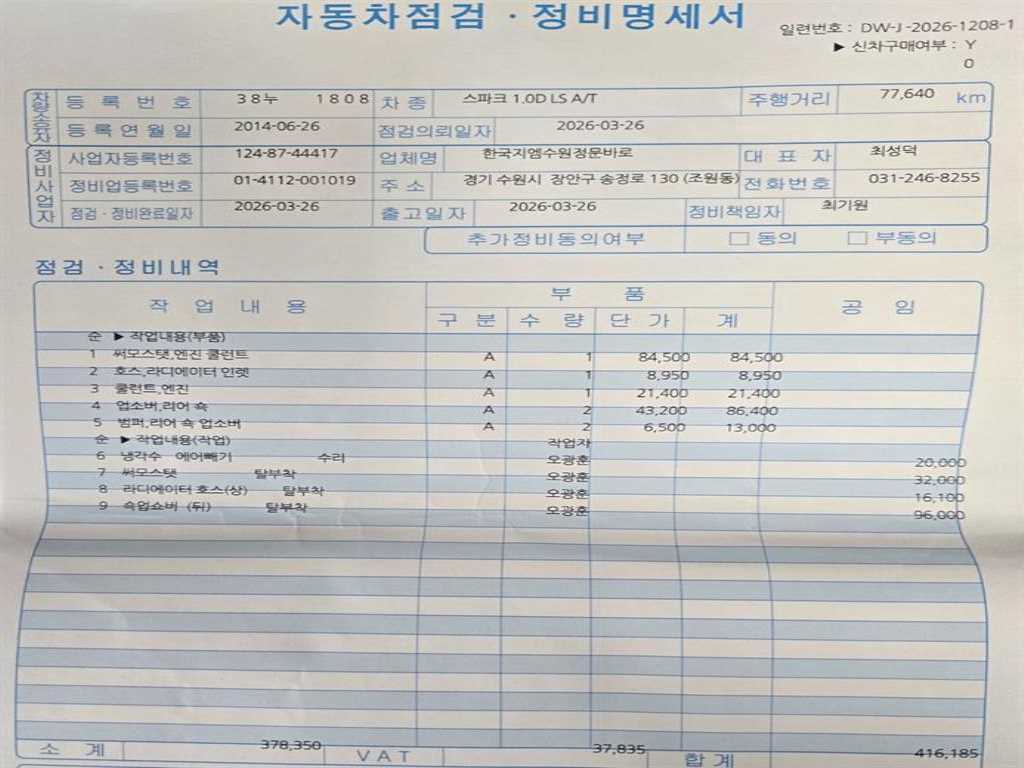 자동차점검 · 정비명세서
일련번호 : DW-J-2026-1208-1
▶ 신차구매여부 : Y
0
차량소유자
등 록 번 호 38누 1808 차 종 스파크 1.0D LS A/T 주행거리 77,640 km
등 록 연 월 일 2014-06-26 점검의뢰일자 2026-03-26
정비사업자
사업자등록번호 124-87-44417 업체명 한국지엠수원정문바로 대 표 자 최성덕
정비업등록번호 01-4112-001019 주 소 경기 수원시 장안구 송정로 130 (조원동) 전화번호 031-246-8255
점검 · 정비완료일자 2026-03-26 출고일자 2026-03-26 정비책임자 최기원
추가정비동의여부 □ 동의 □ 부동의
점검 · 정비내역
작 업 내 용 부 품 공 임
구 분 수 량 단 가 계
순 ▶ 작업내용(부품)
1 써모스탯,엔진 쿨런트 A 1 84,500 84,500
2 호스,라디에이터 인렛 A 1 8,950 8,950
3 쿨런트,엔진 A 1 21,400 21,400
4 업소버,리어 쇽 A 2 43,200 86,400
5 범퍼,리어 쇽 업소버 A 2 6,500 13,000
순 ▶ 작업내용(작업) 작업자
6 냉각수 에어빼기 수리 오광훈 20,000
7 써모스탯 탈부착 오광훈 32,000
8 라디에이터 호스(상) 탈부착 오광훈 16,100
9 쇽업쇼버 (뒤) 탈부착 오광훈 96,000
소 계 378,350 VAT 37,835 합 계 416,185